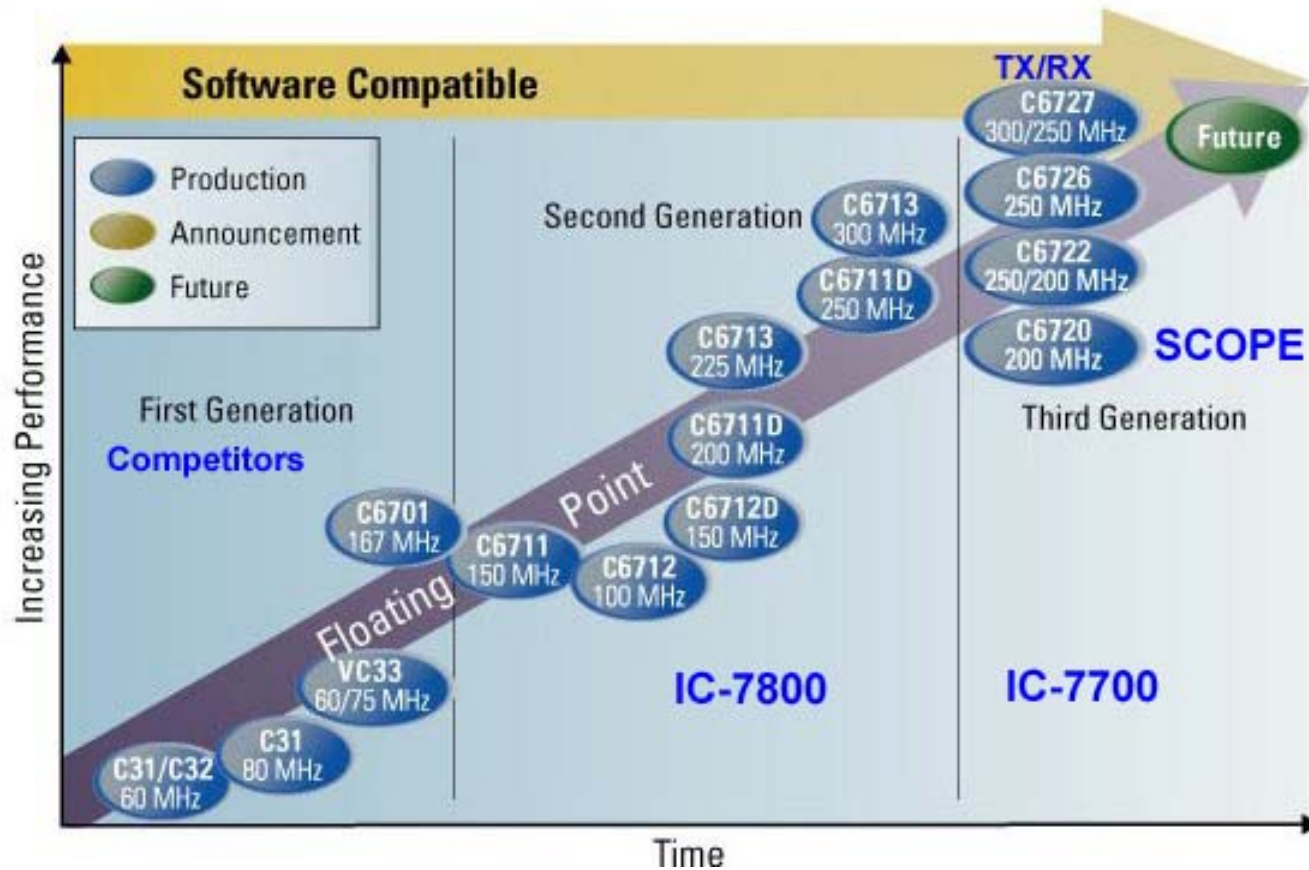 Software Compatible
TX/RX
C6727
300/250 MHz
Future
Production
Announcement
Future
C6726
250 MHz
Second Generation
C6713
300 MHz
C6722
250/200 MHz
C6711D
250 MHz
C6713
225 MHz
C6720
200 MHz
SCOPE
First Generation
Third Generation
Competitors
C6711D
200 MHz
Floating Point
C6701
167 MHz
C6712D
150 MHz
C6711
150 MHz
C6712
100 MHz
VC33
60/75 MHz
IC-7800
IC-7700
C31
80 MHz
C31/C32
60 MHz
Increasing Performance
Time